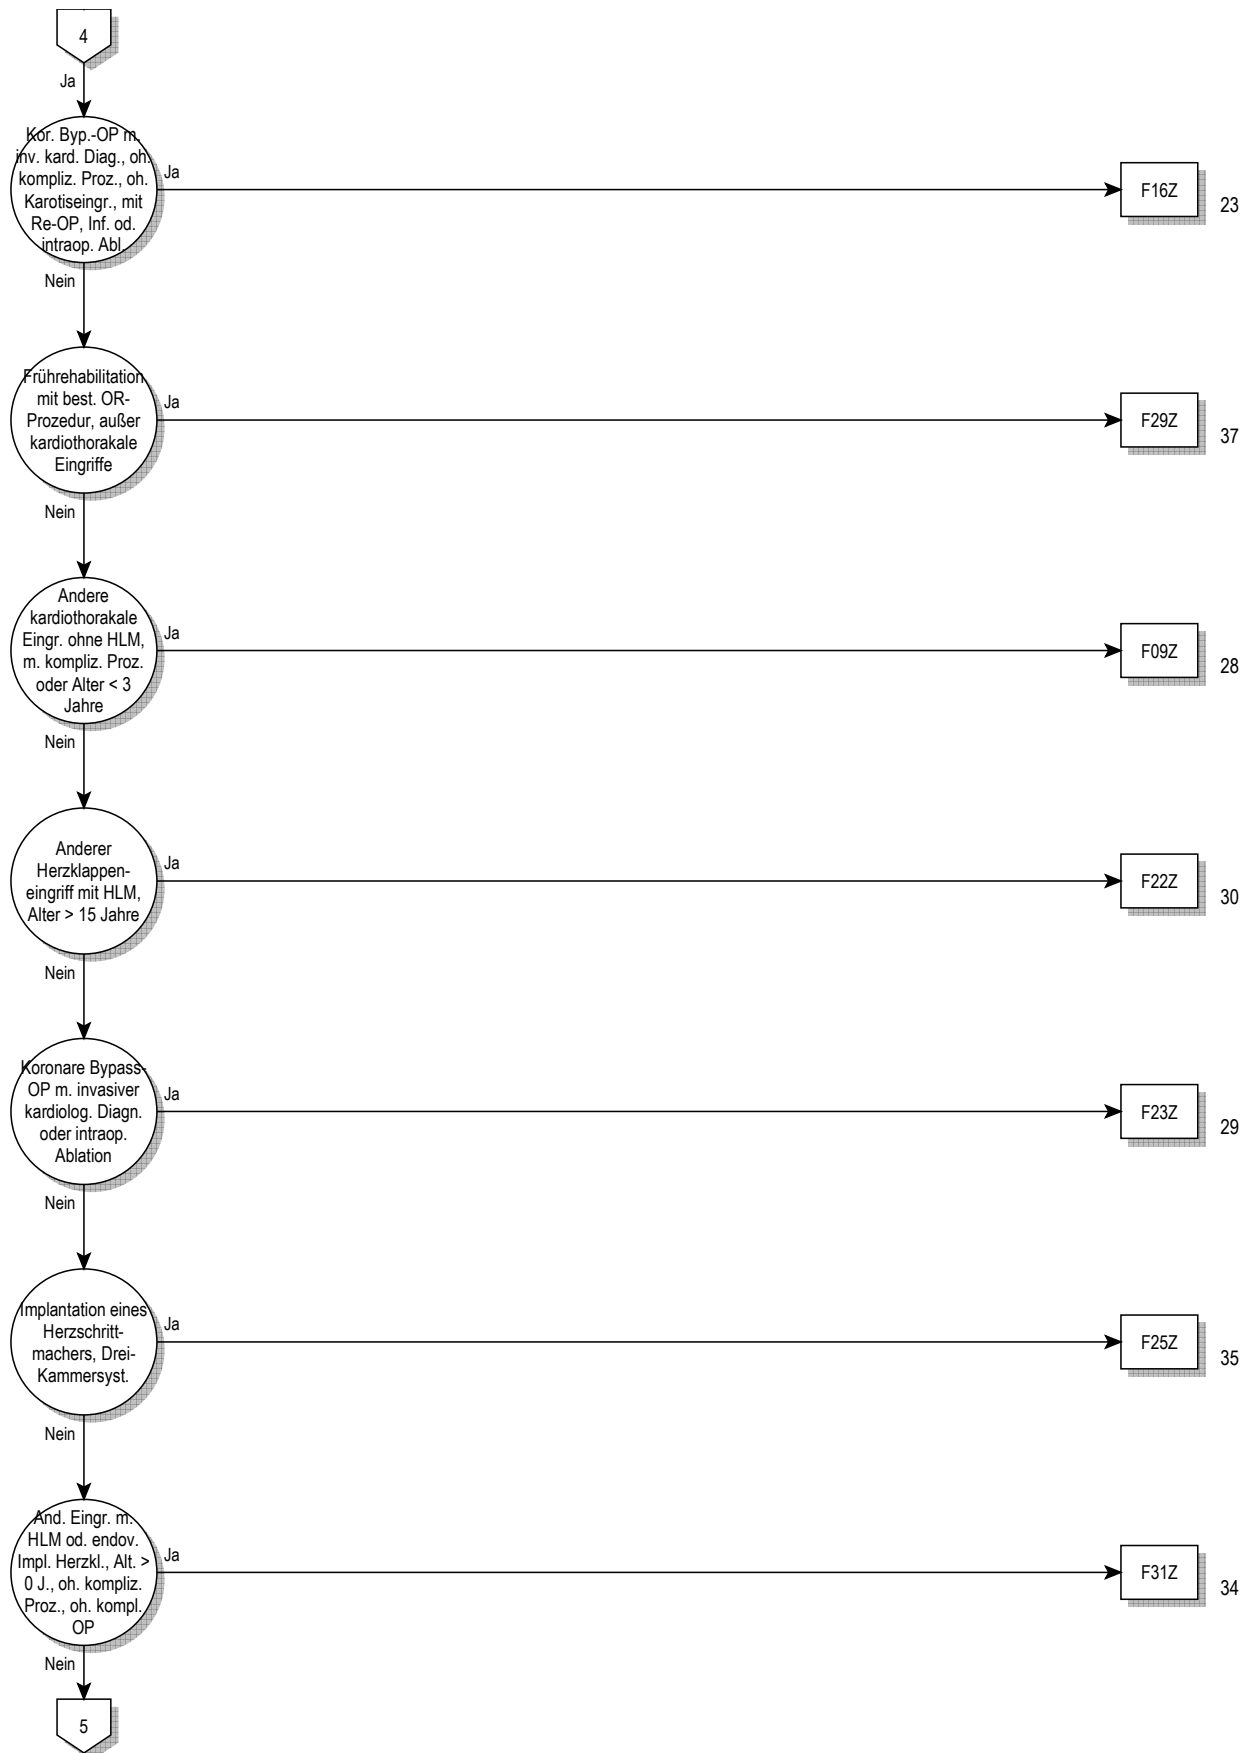 4
Ja
Kor. Byp.-OP m.
inv. kard. Diag., oh.
kompliz. Proz., oh.
Karotiseingr., mit
Re-OP, Inf. od.
intraop. Abl.
Ja
F16Z
23
Nein
Frührehabilitation
mit best. OR-
Prozedur, außer
kardiothorakale
Eingriffe
Ja
F29Z
37
Nein
Andere
kardiothorakale
Eingr. ohne HLM,
m. kompliz. Proz.
oder Alter < 3
Jahre
Ja
F09Z
28
Nein
Anderer
Herzklappen-
eingriff mit HLM,
Alter > 15 Jahre
Ja
F22Z
30
Nein
Koronare Bypass-
OP m. invasiver
kardiolog. Diagn.
oder intraop.
Ablation
Ja
F23Z
29
Nein
Implantation eines
Herzschritt-
machers, Drei-
Kammersyst.
Ja
F25Z
35
Nein
And. Eingr. m.
HLM od. endov.
Impl. Herzkl., Alt. >
0 J., oh. kompliz.
Proz., oh. kompl.
OP
Ja
F31Z
34
Nein
5